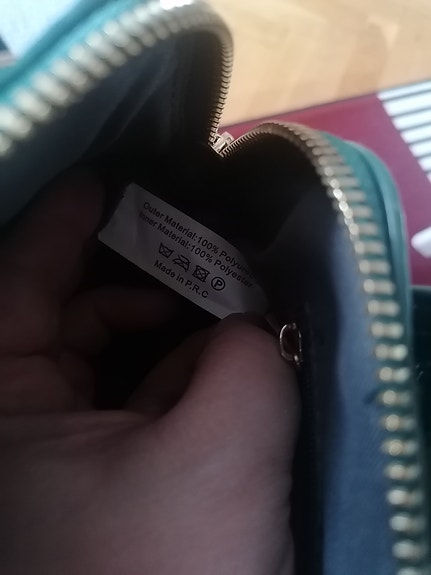 Outer Material:100%
Inner Material:100% Polyester
P
Made in P.R.C